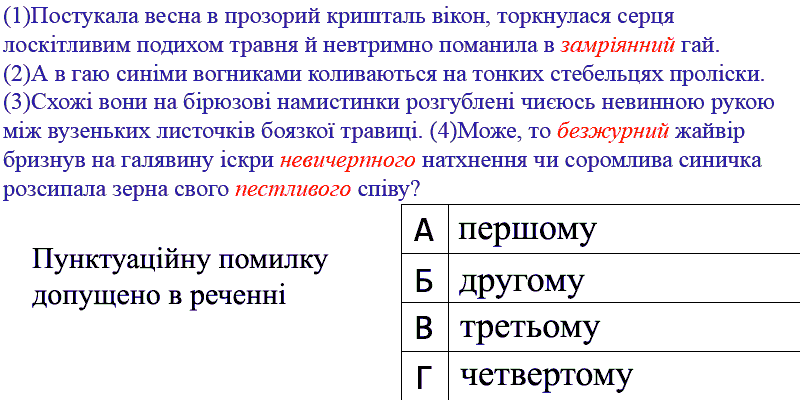 (1)Постукала весна в прозорий кришталь вікон, торкнулася серця
лоскітливим подихом травня й невтримно поманила в замріянний гай.
(2)А в гаю синіми вогниками коливаються на тонких стебельцях проліски.
(3)Схожі вони на бірюзові намистинки розгублені чиєюсь невинною рукою
між вузеньких листочків боязкої травиці. (4)Може, то безжурний жайвір
бризнув на галявину іскри невичерпного натхнення чи соромлива синичка
розсипала зерна свого пестливого співу?
Пунктуаційну помилку
допущено в реченні
А першому
Б другому
В третьому
Г четвертому